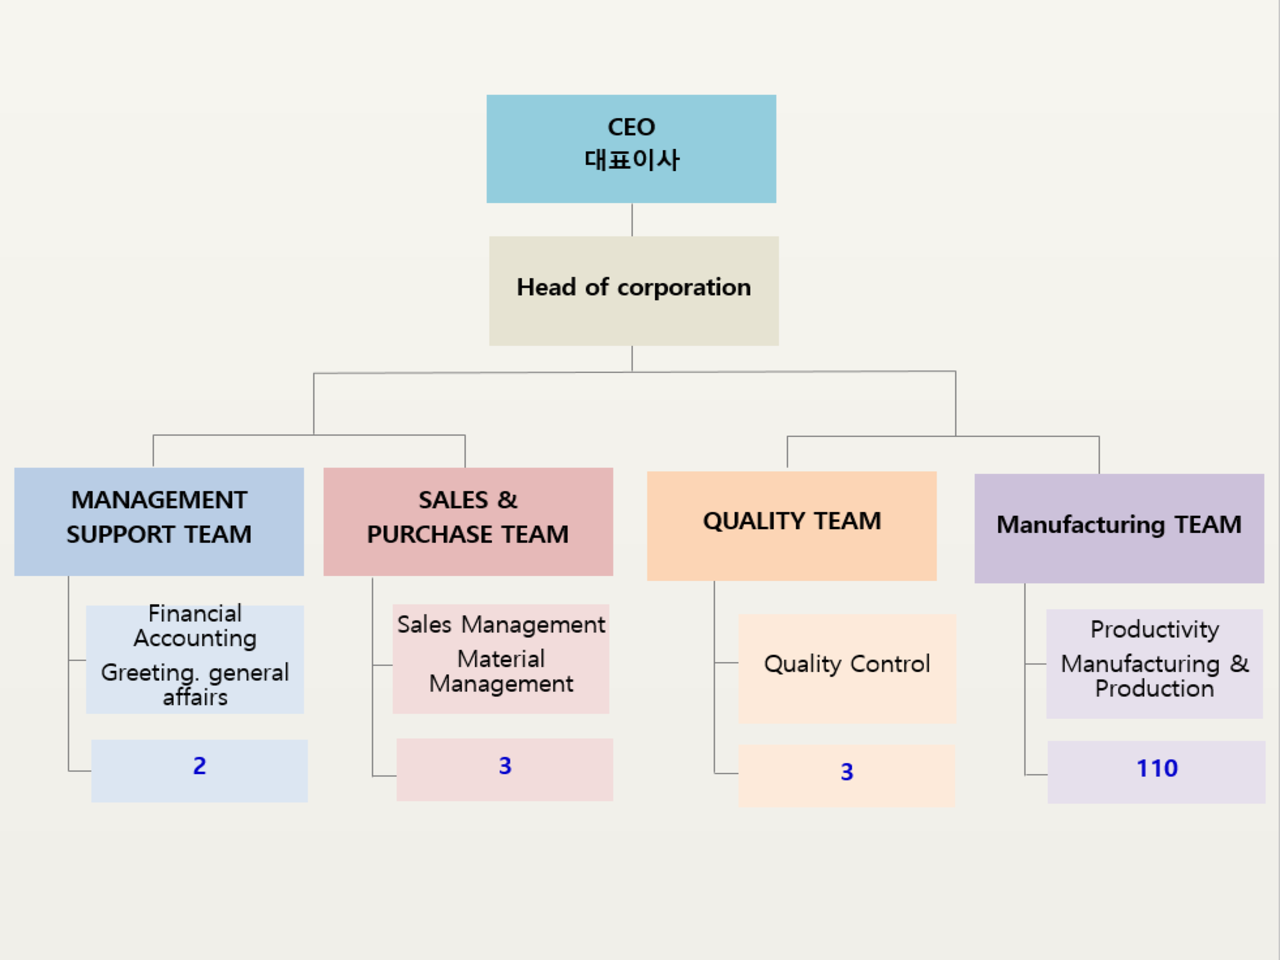 CEO
대표이사
Head of corporation
MANAGEMENT
SUPPORT TEAM
SALES &
PURCHASE TEAM
QUALITY TEAM
Manufacturing TEAM
Financial
Accounting
Greeting. general
affairs
Sales Management
Material
Management
Quality Control
Productivity
Manufacturing &
Production
2
3
3
110